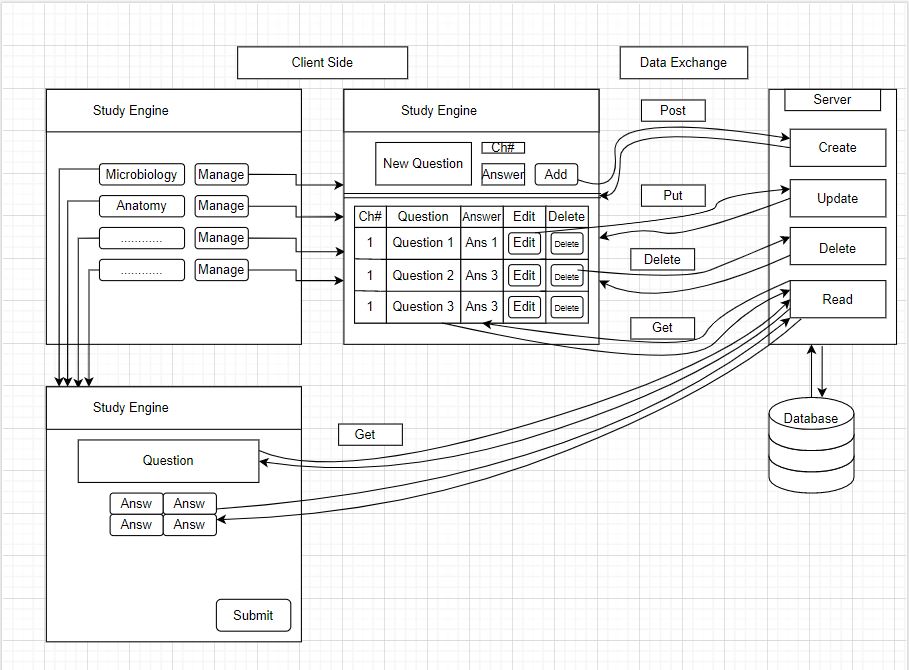 Client Side
Data Exchange
Study Engine
Microbiology
Manage
Anatomy
Manage
............
Manage
............
Manage
Study Engine
New Question
Ch#
Answer
Add
Ch# Question Answer Edit Delete
1 Question 1 Ans 1 Edit Delete
1 Question 2 Ans 3 Edit Delete
1 Question 3 Ans 3 Edit Delete
Post
Put
Delete
Get
Server
Create
Update
Delete
Read
Database
Study Engine
Question
Answ Answ
Answ Answ
Submit
Get